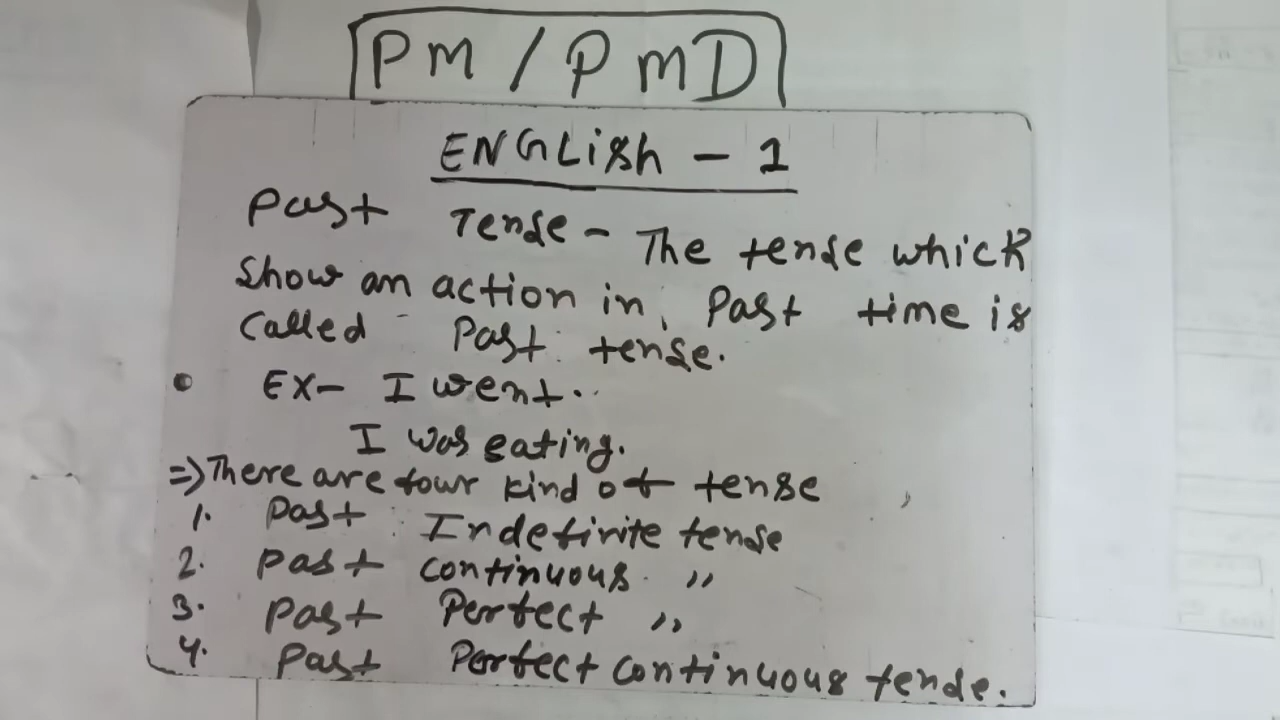 PM / PMD
ENGLish - 1
Past Tense - The tense which
show an action in Past time is
called Past tense.
• EX- I went.
I was eating.
=> There are four kind of tense
1. Past Indefinite tense
2. Past continuous "
3. Past Perfect "
4. Past Perfect continuous tense.